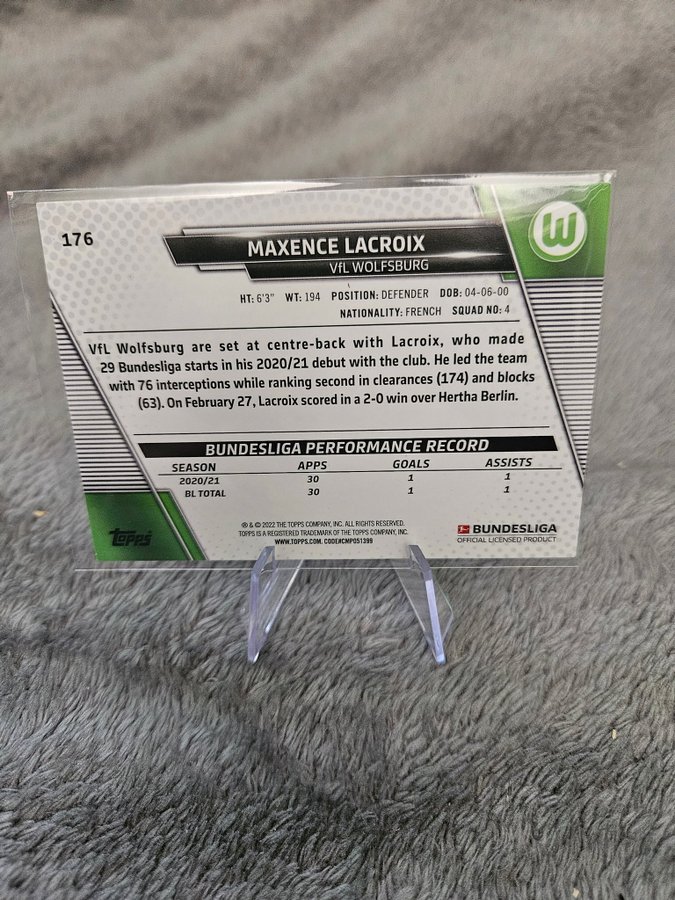 176
MAXENCE LACROIX
VfL WOLFSBURG
HT: 6'3" WT: 194 POSITION: DEFENDER DOB: 04-06-00
NATIONALITY: FRENCH SQUAD NO: 4
VfL Wolfsburg are set at centre-back with Lacroix, who made
29 Bundesliga starts in his 2020/21 debut with the club. He led the team
with 76 interceptions while ranking second in clearances (174) and blocks
(63). On February 27, Lacroix scored in a 2-0 win over Hertha Berlin.
BUNDESLIGA PERFORMANCE RECORD
SEASON APPS GOALS ASSISTS
2020/21 30 1 1
BL TOTAL 30 1 1
® & © 2022 THE TOPPS COMPANY, INC. ALL RIGHTS RESERVED.
TOPPS IS A REGISTERED TRADEMARK OF THE TOPPS COMPANY, INC.
WWW.TOPPS.COM. CODE#CMP051399
Topps
BUNDESLIGA
OFFICIAL LICENSED PRODUCT
W